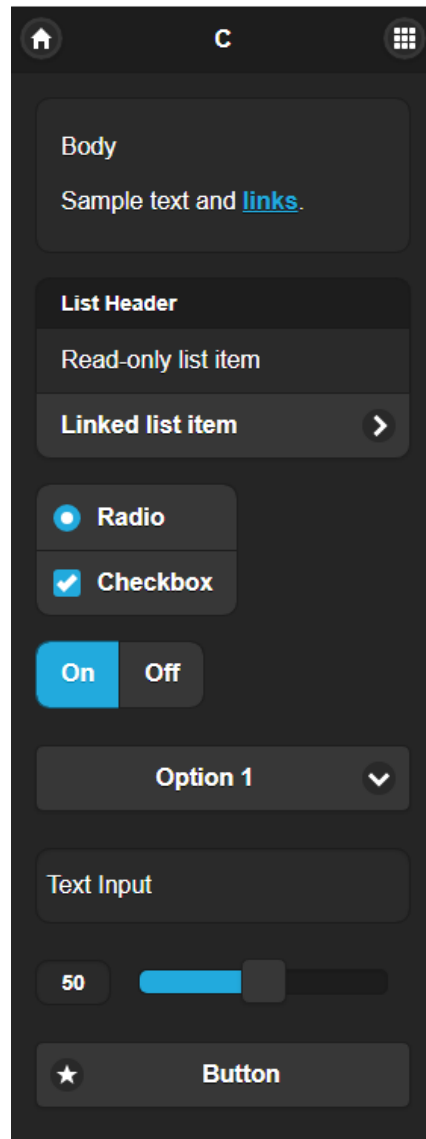 C
Body
Sample text and links.
List Header
Read-only list item
Linked list item
Radio
Checkbox
On Off
Option 1
Text Input
50
Button